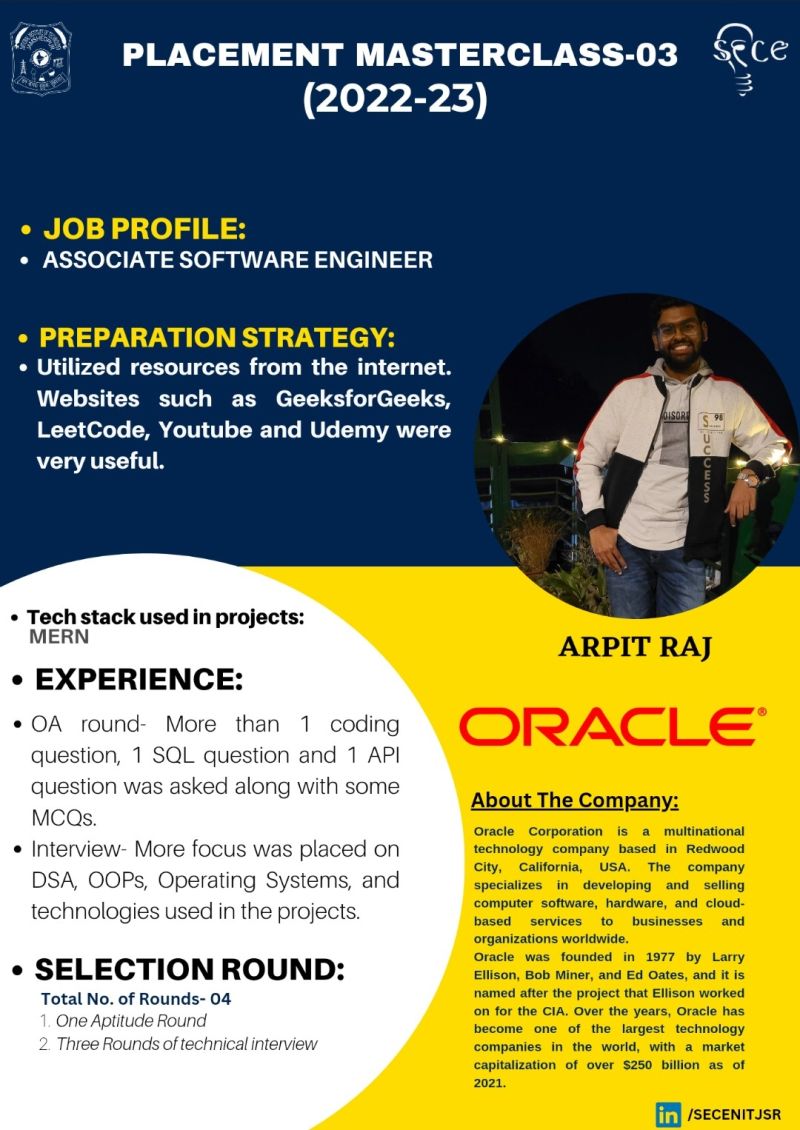 PLACEMENT MASTERCLASS-03
(2022-23)
sece
• JOB PROFILE:
• ASSOCIATE SOFTWARE ENGINEER
• PREPARATION STRATEGY:
• Utilized resources from the internet.
Websites such as GeeksforGeeks,
LeetCode, Youtube and Udemy were
very useful.
98
SUCCESS
• Tech stack used in projects:
MERN
• EXPERIENCE:
• OA round- More than 1 coding
question, 1 SQL question and 1 API
question was asked along with some
MCQs.
• Interview- More focus was placed on
DSA, OOPs, Operating Systems, and
technologies used in the projects.
• SELECTION ROUND:
Total No. of Rounds- 04
1. One Aptitude Round
2. Three Rounds of technical interview
ARPIT RAJ
ORACLE®
About The Company:
Oracle Corporation is a multinational
technology company based in Redwood
City, California, USA. The company
specializes in developing and selling
computer software, hardware, and cloud-
based services to businesses and
organizations worldwide.
Oracle was founded in 1977 by Larry
Ellison, Bob Miner, and Ed Oates, and it is
named after the project that Ellison worked
on for the CIA. Over the years, Oracle has
become one of the largest technology
companies in the world, with a market
capitalization of over $250 billion as of
2021.
in /SECENITJSR